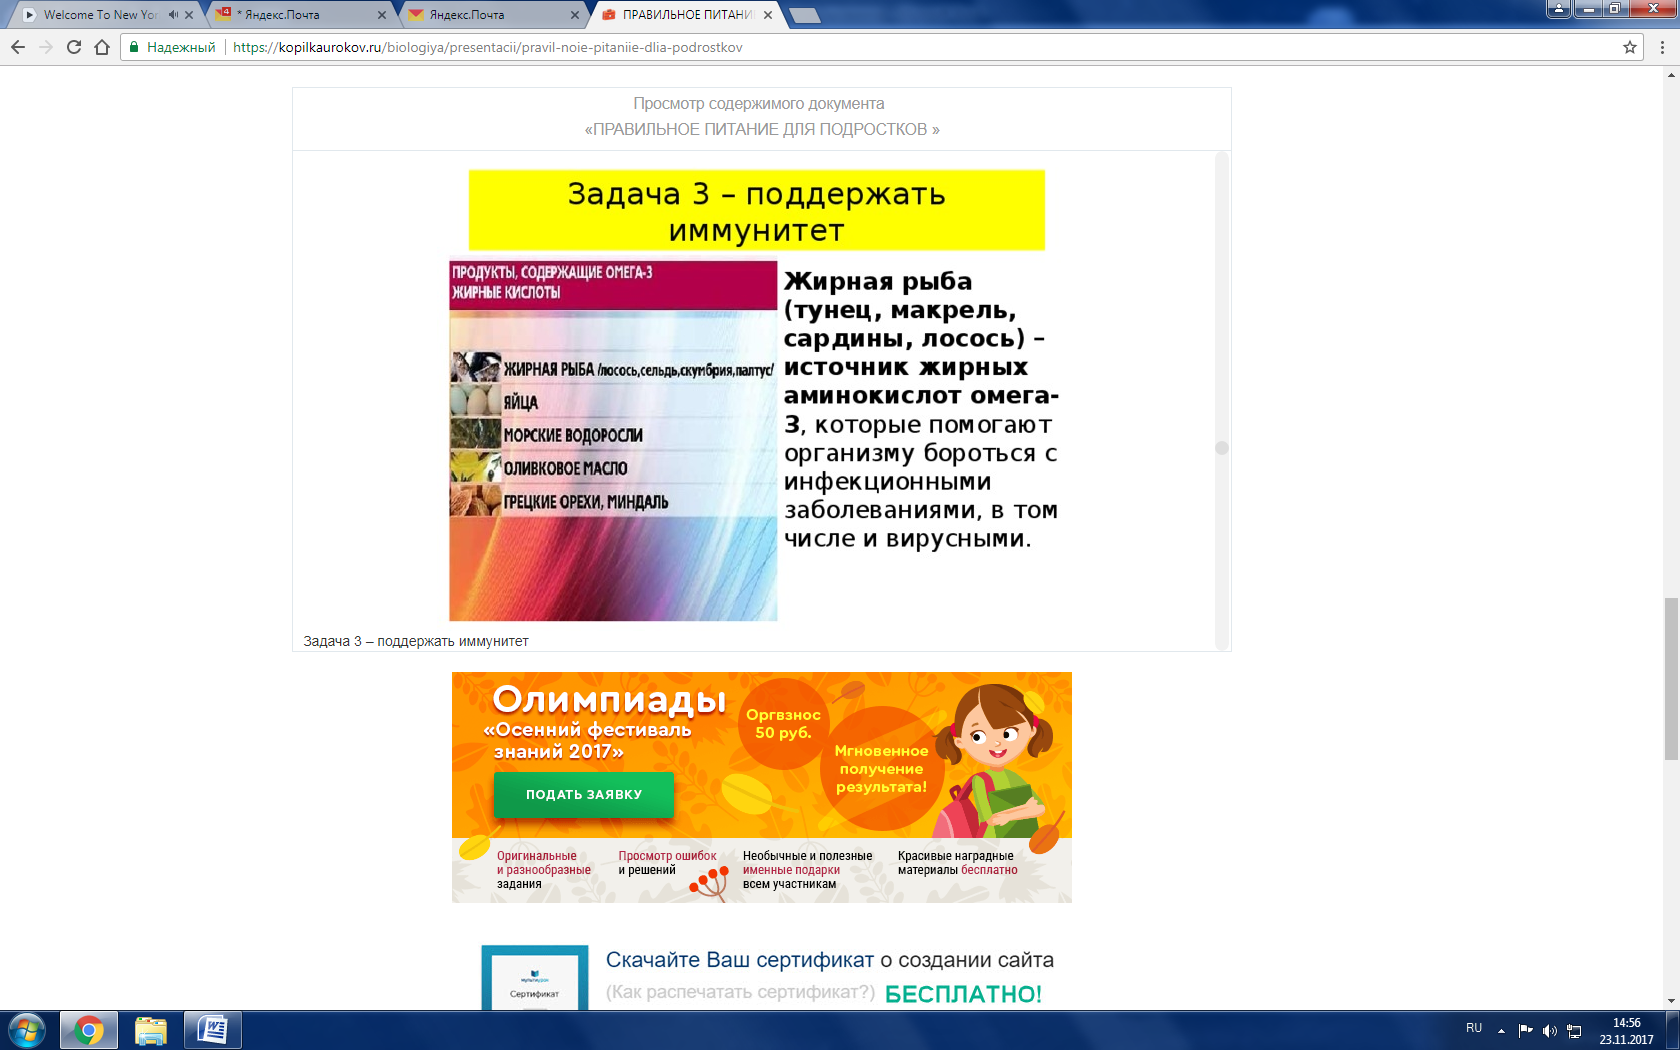 Welcome To New Yor
* Яндекс.Почта
4
Яндекс.Почта
ПРАВИЛЬНОЕ ПИТАНИ
Надежный
https://kopilkaurokov.ru/biologiya/presentacii/pravil-noie-pitaniie-dlia-podrostkov
Просмотр содержимого документа
«ПРАВИЛЬНОЕ ПИТАНИЕ ДЛЯ ПОДРОСТКОВ »
Задача 3 – поддержать
иммунитет
ПРОДУКТЫ, СОДЕРЖАЩИЕ ОМЕГА-3
ЖИРНЫЕ КИСЛОТЫ
ЖИРНАЯ РЫБА /лосось,сельдь,скумбрия,палтус/
ЯЙЦА
МОРСКИЕ ВОДОРОСЛИ
ОЛИВКОВОЕ МАСЛО
ГРЕЦКИЕ ОРЕХИ, МИНДАЛЬ
Жирная рыба
(тунец, макрель,
сардины, лосось) –
источник жирных
аминокислот омега-
3, которые помогают
организму бороться с
инфекционными
заболеваниями, в том
числе и вирусными.
Задача 3 – поддержать иммунитет
Олимпиады
«Осенний фестиваль
знаний 2017»
ПОДАТЬ ЗАЯВКУ
Оргвзнос
50 руб.
Мгновенное
получение
результата!
Оригинальные
и разнообразные
задания
Просмотр ошибок
и решений
Необычные и полезные
именные подарки
всем участникам
Красивые наградные
материалы бесплатно
мультиурок
Сертификат
Скачайте Ваш сертификат о создании сайта
(Как распечатать сертификат?) БЕСПЛАТНО!
RU
14:56
23.11.2017